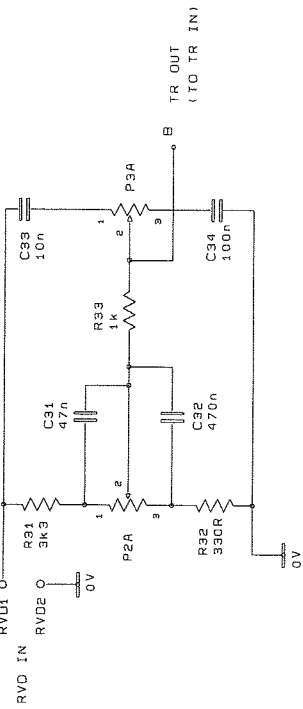 RVD1
RVD IN
RVD2
0V
R31
3k3
C31
47n
1
2
P2A
3
C32
470n
R32
330R
0V
R33
1k
C33
10n
1
2
P3A
3
C34
100n
B
TR OUT
(TO TR IN)